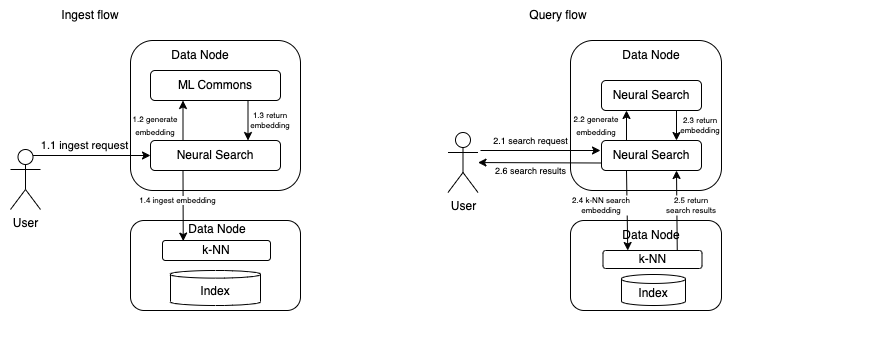 Ingest flow
Data Node
ML Commons
1.2 generate
embedding
1.3 return
embedding
1.1 ingest request
Neural Search
User
1.4 ingest embedding
Data Node
k-NN
Index
Query flow
Data Node
Neural Search
2.2 generate
embedding
2.3 return
embedding
2.1 search request
Neural Search
2.6 search results
User
2.4 k-NN search
embedding
2.5 return
search results
Data Node
k-NN
Index